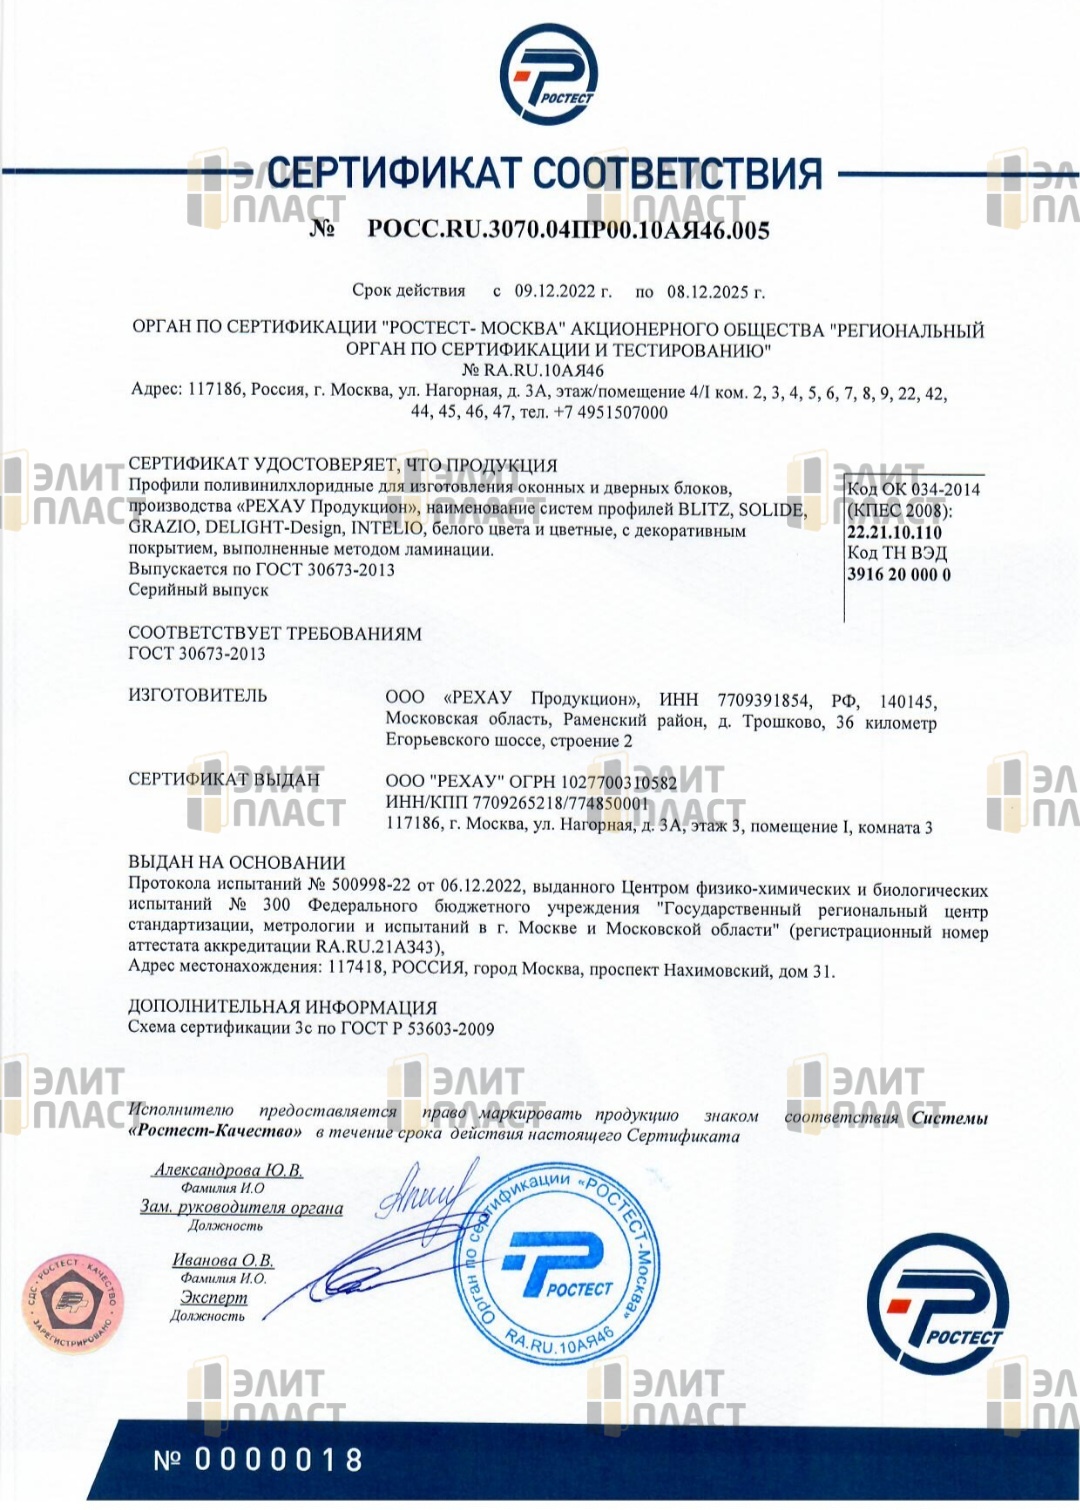 РОСТЕСТ
СЕРТИФИКАТ СООТВЕТСТВИЯ
№ РОСС.RU.3070.04ПР00.10АЯ46.005
Срок действия с 09.12.2022 г. по 08.12.2025 г.
ОРГАН ПО СЕРТИФИКАЦИИ "РОСТЕСТ- МОСКВА" АКЦИОНЕРНОГО ОБЩЕСТВА "РЕГИОНАЛЬНЫЙ
ОРГАН ПО СЕРТИФИКАЦИИ И ТЕСТИРОВАНИЮ"
№ RA.RU.10АЯ46
Адрес: 117186, Россия, г. Москва, ул. Нагорная, д. 3А, этаж/помещение 4/I ком. 2, 3, 4, 5, 6, 7, 8, 9, 22, 42,
44, 45, 46, 47, тел. +7 4951507000
СЕРТИФИКАТ УДОСТОВЕРЯЕТ, ЧТО ПРОДУКЦИЯ
Профили поливинилхлоридные для изготовления оконных и дверных блоков,
производства «РЕХАУ Продукцион», наименование систем профилей BLITZ, SOLIDE,
GRAZIO, DELIGHT-Design, INTELIO, белого цвета и цветные, с декоративным
покрытием, выполненные методом ламинации.
Выпускается по ГОСТ 30673-2013
Серийный выпуск
Код ОК 034-2014
(КПЕС 2008):
22.21.10.110
Код ТН ВЭД
3916 20 000 0
СООТВЕТСТВУЕТ ТРЕБОВАНИЯМ
ГОСТ 30673-2013
ИЗГОТОВИТЕЛЬ
ООО «РЕХАУ Продукцион», ИНН 7709391854, РФ, 140145,
Московская область, Раменский район, д. Трошково, 36 километр
Егорьевского шоссе, строение 2
СЕРТИФИКАТ ВЫДАН
ООО "РЕХАУ" ОГРН 1027700310582
ИНН/КПП 7709265218/774850001
117186, г. Москва, ул. Нагорная, д. 3А, этаж 3, помещение I, комната 3
ВЫДАН НА ОСНОВАНИИ
Протокола испытаний № 500998-22 от 06.12.2022, выданного Центром физико-химических и биологических
испытаний № 300 Федерального бюджетного учреждения "Государственный региональный центр
стандартизации, метрологии и испытаний в г. Москве и Московской области" (регистрационный номер
аттестата аккредитации RA.RU.21АЗ43),
Адрес местонахождения: 117418, РОССИЯ, город Москва, проспект Нахимовский, дом 31.
ДОПОЛНИТЕЛЬНАЯ ИНФОРМАЦИЯ
Схема сертификации 3с по ГОСТ Р 53603-2009
Исполнителю предоставляется право маркировать продукцию знаком соответствия Системы
«Ростест-Качество» в течение срока действия настоящего Сертификата
Александрова Ю.В.
Фамилия И.О
Зам. руководителя органа
Должность
Иванова О.В.
Фамилия И.О.
Эксперт
Должность
Орган по сертификации «РОСТЕСТ-Москва»
РОСТЕСТ
RA.RU.10АЯ46
СДС · РОСТЕСТ - КАЧЕСТВО
ЗАРЕГИСТРИРОВАНО
РОСТЕСТ
№ 0000018
ЭЛИТ
ПЛАСТ